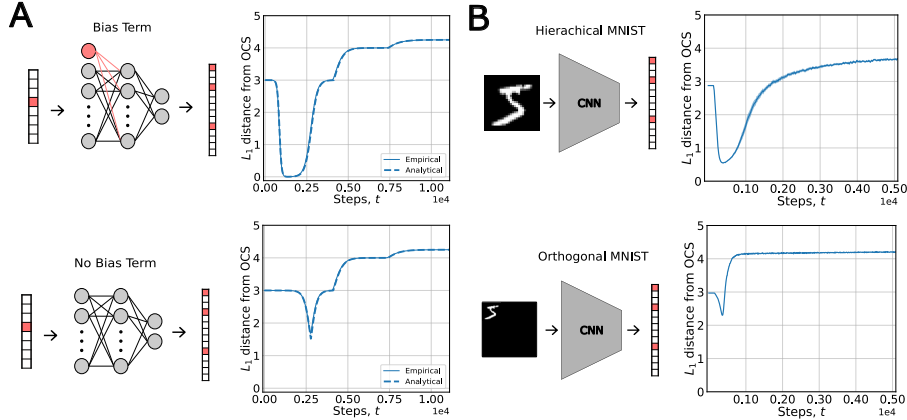 A
Bias Term
L₁ distance from OCS
5
4
3
2
1
0
Empirical
Analytical
0.00
0.25
0.50
0.75
1.00
Steps, t
1e4
B
Hierachical MNIST
CNN
L₁ distance from OCS
5
4
3
2
1
0
0.10
0.20
0.30
0.40
0.50
Steps, t
1e4
No Bias Term
L₁ distance from OCS
5
4
3
2
1
0
Empirical
Analytical
0.00
0.25
0.50
0.75
1.00
Steps, t
1e4
Orthogonal MNIST
CNN
L₁ distance from OCS
5
4
3
2
1
0
0.10
0.20
0.30
0.40
0.50
Steps, t
1e4